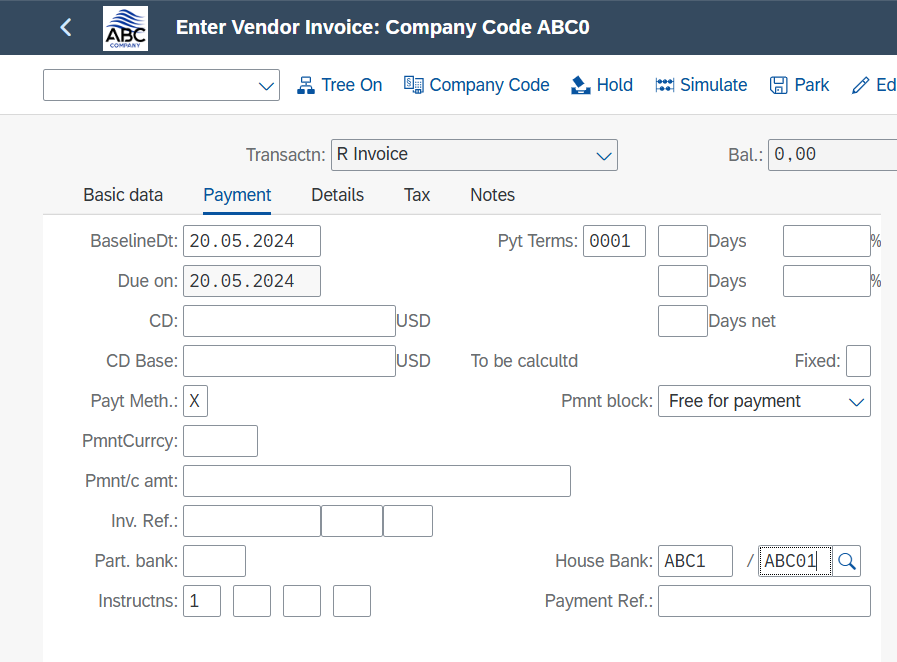 ABC
COMPANY
Enter Vendor Invoice: Company Code ABC0
Tree On Company Code Hold Simulate Park Ed
Transactn: R Invoice Bal.: 0,00
Basic data Payment Details Tax Notes
BaselineDt: 20.05.2024 Pyt Terms: 0001 Days %
Due on: 20.05.2024 Days %
CD: USD Days net
CD Base: USD To be calcultd Fixed:
Payt Meth.: X Pmnt block: Free for payment
PmntCurrcy:
Pmnt/c amt:
Inv. Ref.:
Part. bank: House Bank: ABC1 / ABC01
Instructns: 1 Payment Ref.: